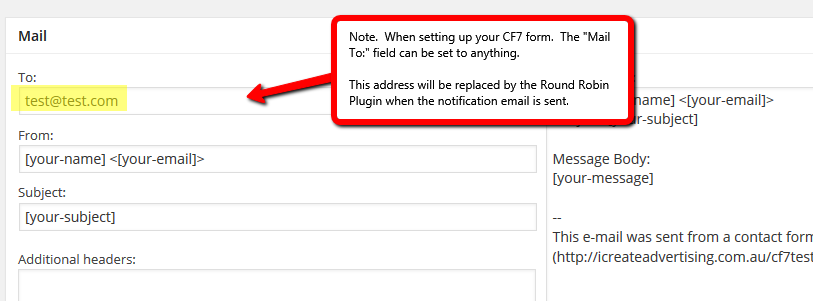 Mail
Note.  When setting up your CF7 form.  The "Mail
To:" field can be set to anything.
This address will be replaced by the Round Robin
Plugin when the notification email is sent.
To:
test@test.com
From:
[your-name] <[your-email]>
Subject:
[your-subject]
Additional headers:
name] <[your-email]>
-subject]
Message Body:
[your-message]
--
This e-mail was sent from a contact form
(http://icreateadvertising.com.au/cf7test